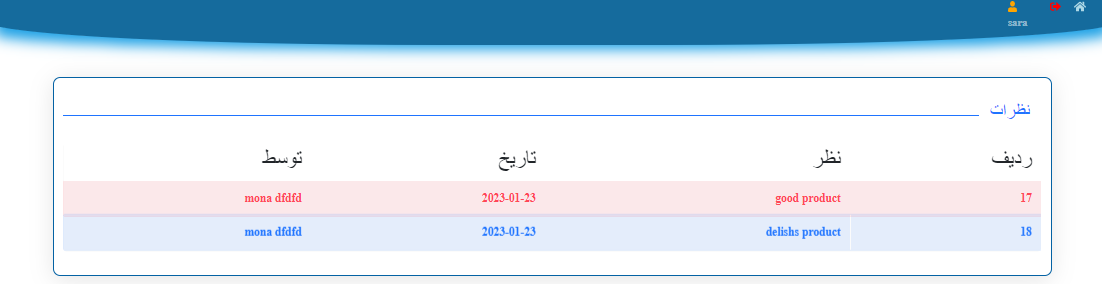 sara
نظرات
ردیف نظر تاریخ توسط
17 good product 2023-01-23 mona dfdfd
18 delishs product 2023-01-23 mona dfdfd